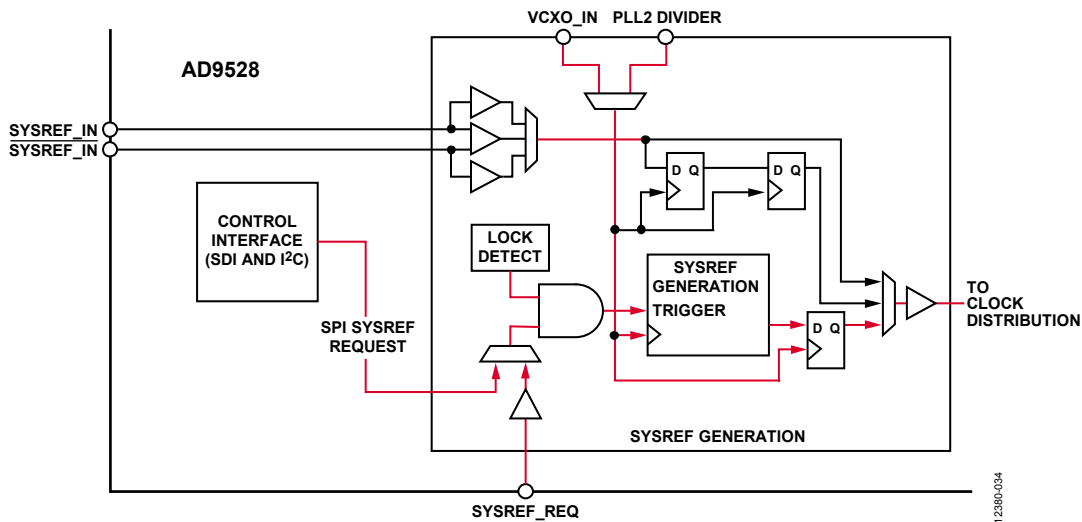 VCXO_IN PLL2 DIVIDER
AD9528
SYSREF_IN
SYSREF_IN
D Q
D Q
CONTROL
INTERFACE
(SDI AND I²C)
LOCK
DETECT
SYSREF
GENERATION
TRIGGER
D Q
TO
CLOCK
DISTRIBUTION
SPI SYSREF
REQUEST
SYSREF GENERATION
SYSREF_REQ
12380-034